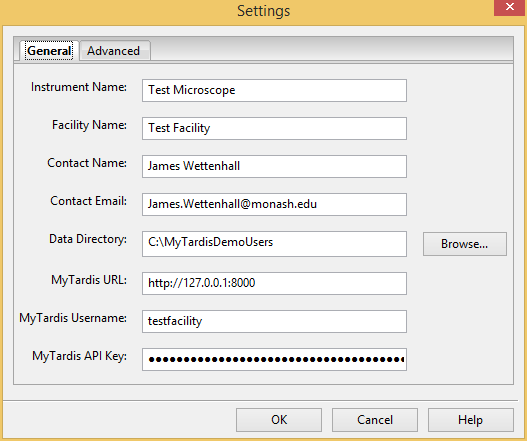 Settings
General Advanced
Instrument Name: Test Microscope
Facility Name: Test Facility
Contact Name: James Wettenhall
Contact Email: James.Wettenhall@monash.edu
Data Directory: C:\MyTardisDemoUsers Browse...
MyTardis URL: http://127.0.0.1:8000
MyTardis Username: testfacility
MyTardis API Key:
OK Cancel Help